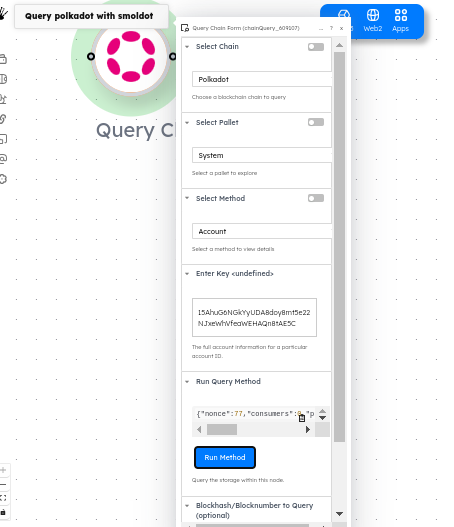 Query polkadot with smoldot
Query Chain Form (chainQuery_609107)
Web2
Apps
Select Chain
Polkadot
Choose a blockchain chain to query
Query C
Select Pallet
System
Select a pallet to explore
Select Method
Account
Select a method to view details
Enter Key <undefined>
15AhuG6NGkYyUDA8doy8mt5e22
NJxeWhVfeaWEHAQn8tAE5C
The full account information for a particular
account ID.
Run Query Method
{"nonce":77,"consumers":0,"p
Run Method
Query the storage within this node.
Blockhash/Blocknumber to Query
(optional)